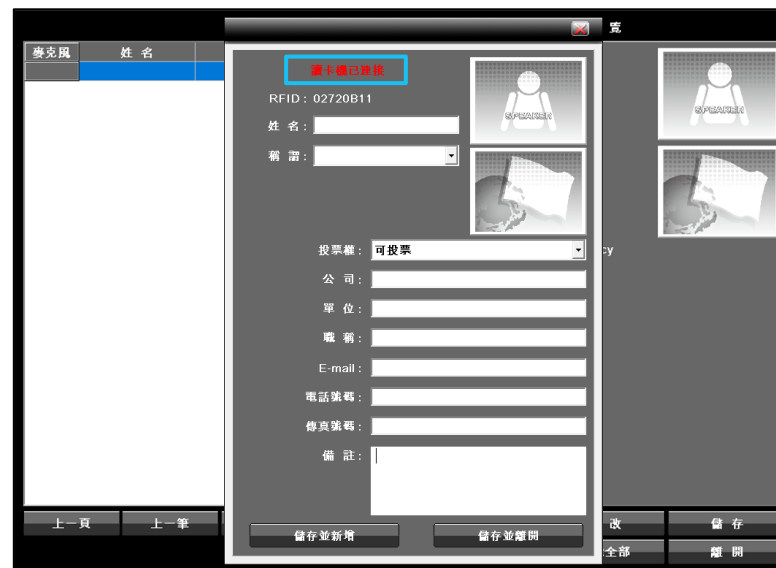 覽
麥克風 姓 名
讀卡機已連接
RFID : 02720B11
姓 名 :
稱 謂 :
SPEAKER
SPEAKER
投票權 : 可投票
cy
公 司 :
單 位 :
職 稱 :
E-mail :
電話號碼 :
傳真號碼 :
備 註 :
上一頁 上一筆 改 儲 存
儲存並新增 儲存並離開
全部 離 開